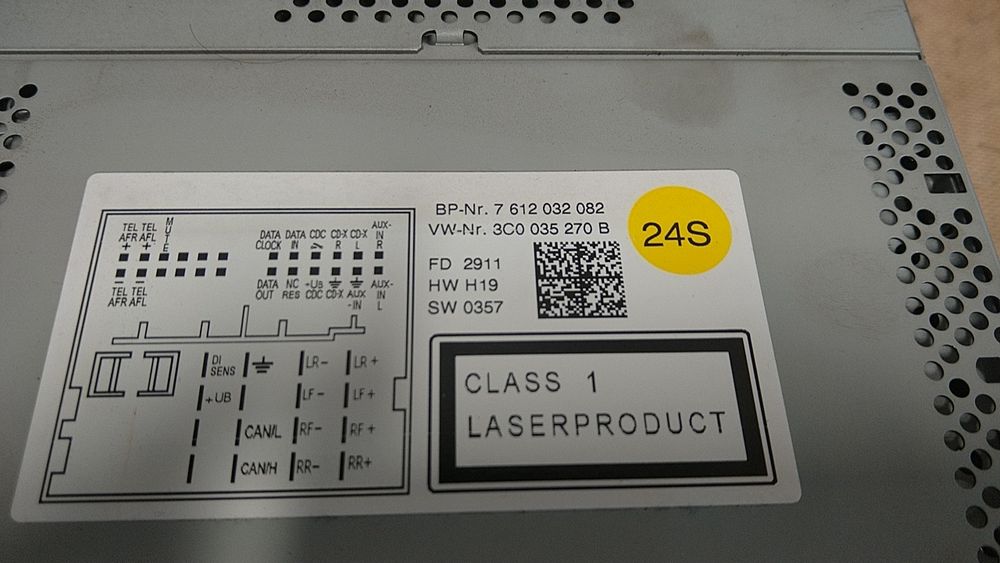 BP-Nr. 7 612 032 082
VW-Nr. 3C0 035 270 B
24S
FD 2911
HW H19
SW 0357
TEL AFR +
TEL AFL +
MUTE
DATA CLOCK
DATA IN
CDC
CD-X R
CD-X L
AUX-IN R
TEL AFR −
TEL AFL −
DATA OUT
NC RES
+UB CDC
CD-X
AUX-IN
AUX-IN L
DI SENS
LR−
LR+
+UB
LF−
LF+
CAN/L
RF−
RF+
CAN/H
RR−
RR+
CLASS 1
LASERPRODUCT